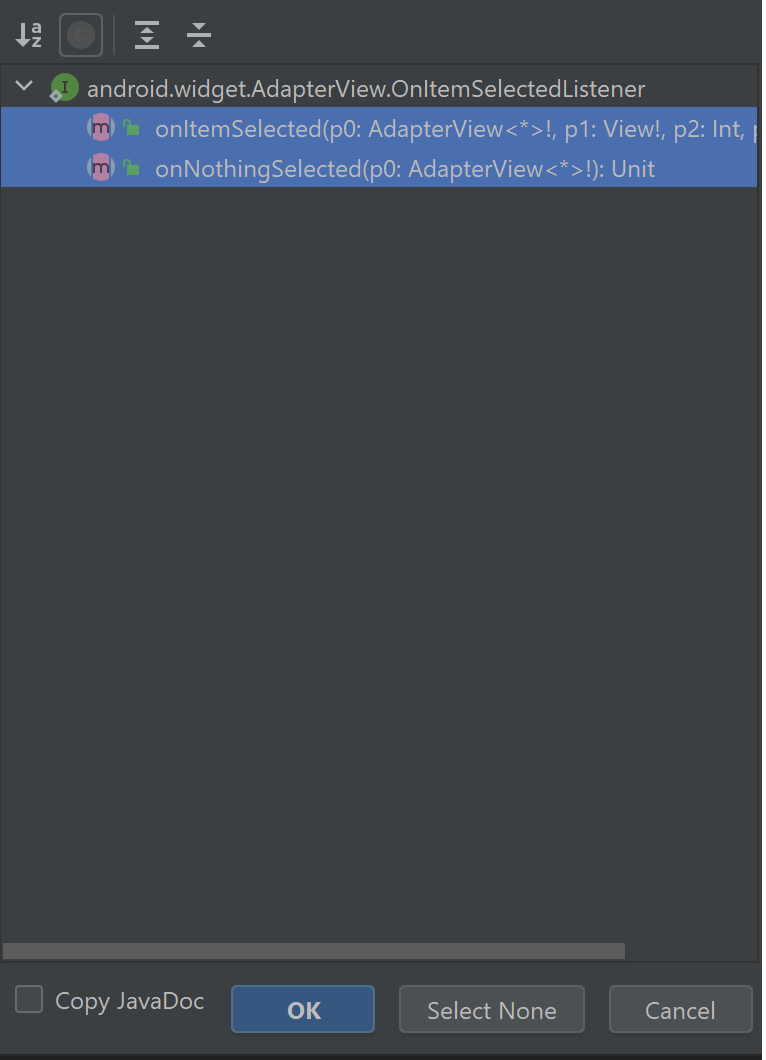 android.widget.AdapterView.OnItemSelectedListener
onItemSelected(p0: AdapterView<*>!, p1: View!, p2: Int,
onNothingSelected(p0: AdapterView<*>!): Unit
Copy JavaDoc
OK
Select None
Cancel